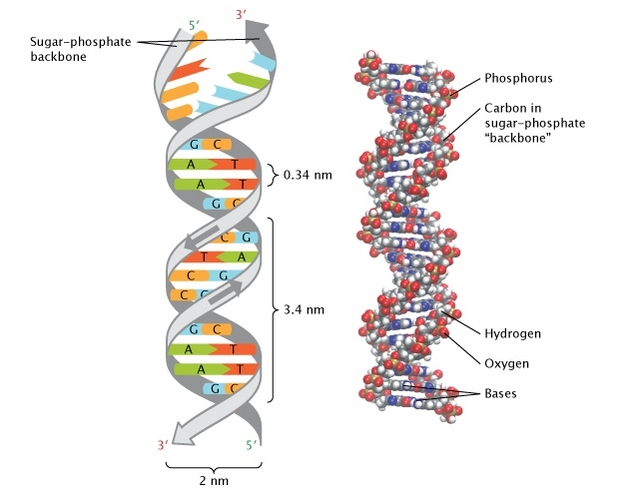 5′
3′
Sugar-phosphate
backbone
G C
A T
A T
G C
C G
T A
C G
C G
G C
A T
A T
G C
0.34 nm
3.4 nm
3′
5′
2 nm
Phosphorus
Carbon in
sugar-phosphate
“backbone”
Hydrogen
Oxygen
Bases